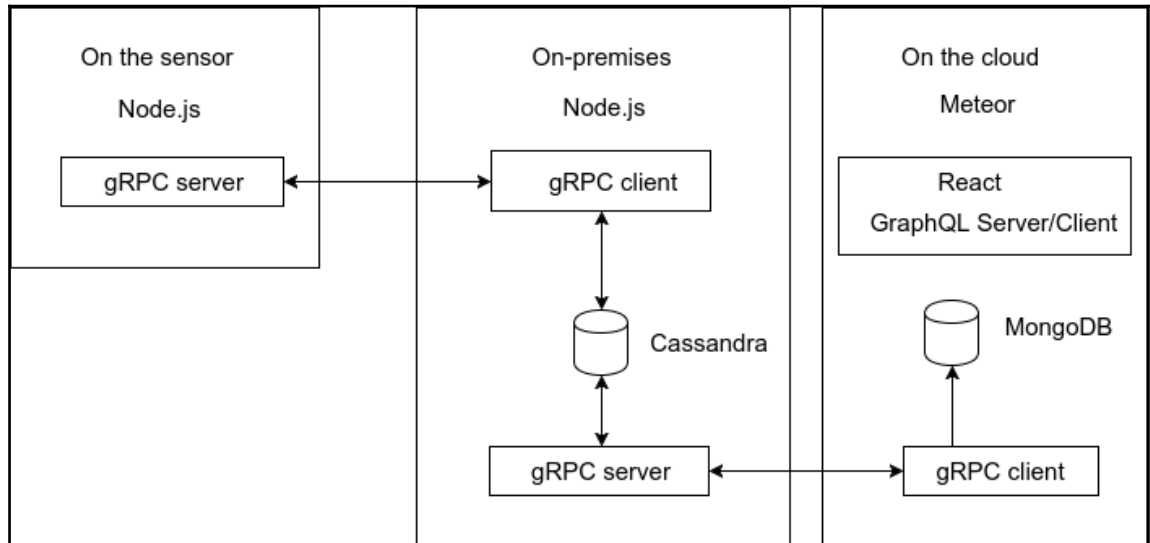 On the sensor
Node.js
gRPC server
On-premises
Node.js
gRPC client
Cassandra
gRPC server
On the cloud
Meteor
React
GraphQL Server/Client
MongoDB
gRPC client